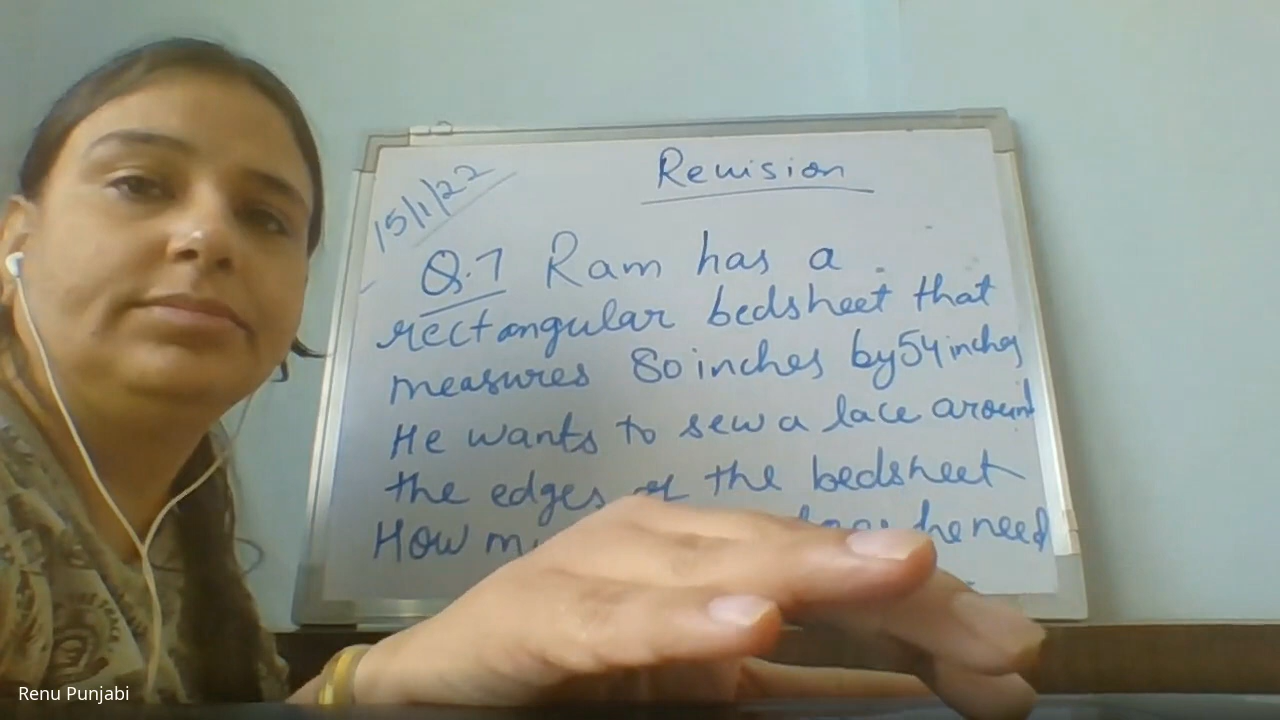 Revision
15/1/22
Q.7 Ram has a
rectangular bedsheet that
measures 80 inches by 54 inches
He wants to sew a lace around
the edges of the bedsheet
How he need
Renu Punjabi